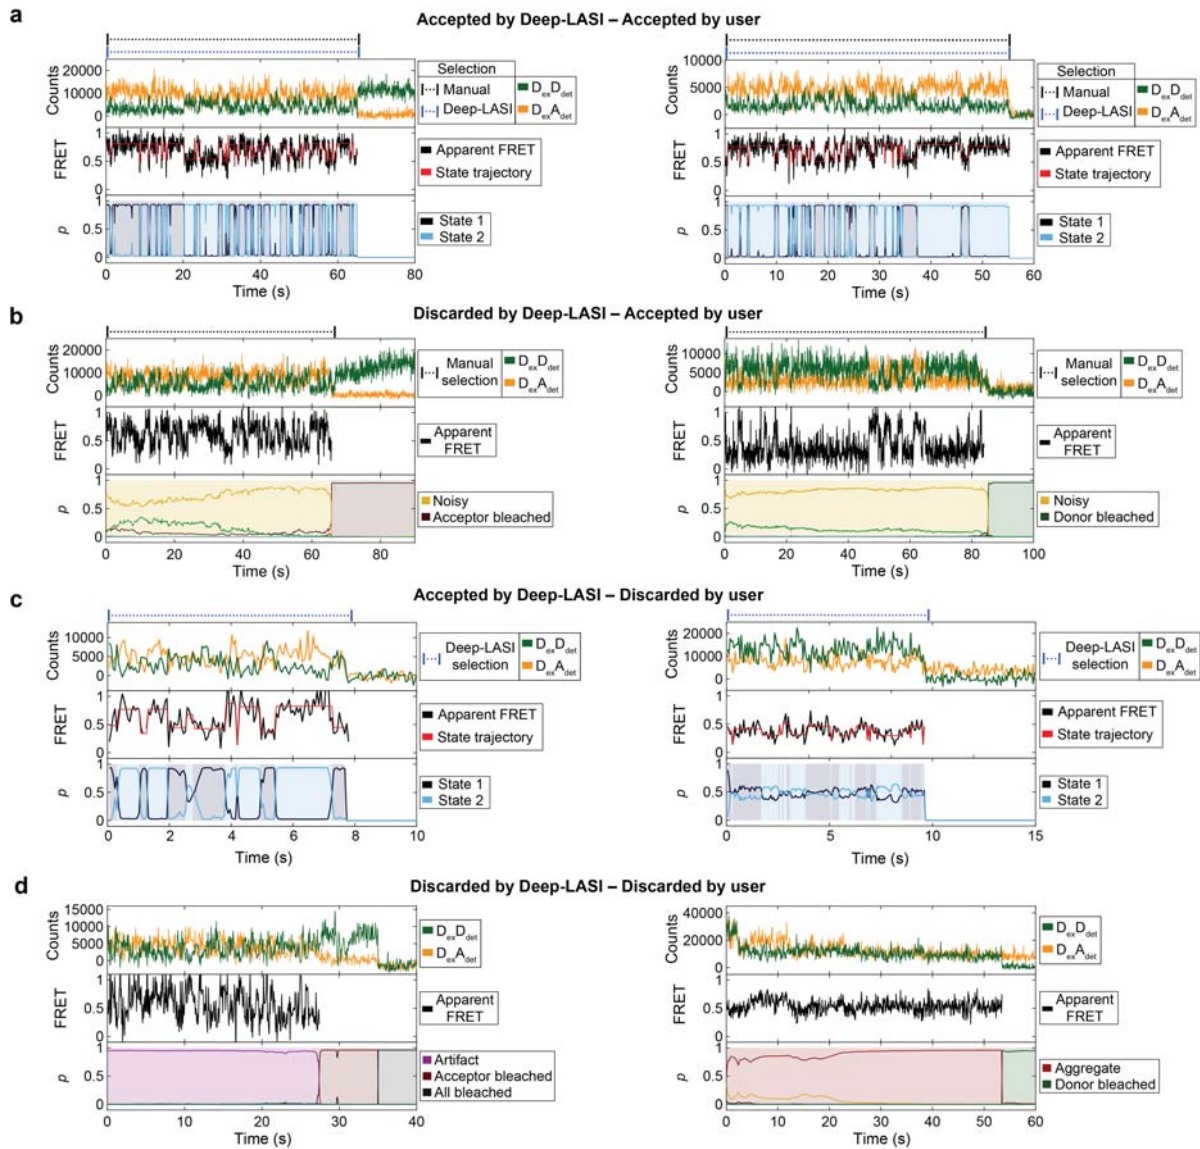 a
Accepted by Deep-LASI – Accepted by user
Counts
20000
10000
0
Selection
Manual
Deep-LASI
DexDdet
DexAdet
FRET
1
0.5
0
Apparent FRET
State trajectory
p
1
0.5
0
State 1
State 2
0 20 40 60 80
Time (s)
10000
5000
0
Selection
Manual
Deep-LASI
DexDdet
DexAdet
1
0.5
0
Apparent FRET
State trajectory
1
0.5
0
State 1
State 2
0 10 20 30 40 50 60
Time (s)
b
Discarded by Deep-LASI – Accepted by user
Counts
20000
10000
0
Manual
selection
DexDdet
DexAdet
FRET
1
0.5
0
Apparent
FRET
p
1
0.5
0
Noisy
Acceptor bleached
0 20 40 60 80
Time (s)
10000
5000
0
Manual
selection
DexDdet
DexAdet
1
0.5
0
Apparent
FRET
1
0.5
0
Noisy
Donor bleached
0 20 40 60 80 100
Time (s)
c
Accepted by Deep-LASI – Discarded by user
Counts
10000
5000
0
Deep-LASI
selection
DexDdet
DexAdet
FRET
1
0.5
0
Apparent FRET
State trajectory
p
1
0.5
0
State 1
State 2
0 2 4 6 8 10
Time (s)
20000
10000
0
Deep-LASI
selection
DexDdet
DexAdet
1
0.5
0
Apparent FRET
State trajectory
1
0.5
0
State 1
State 2
0 5 10 15
Time (s)
d
Discarded by Deep-LASI – Discarded by user
Counts
15000
10000
5000
0
DexDdet
DexAdet
FRET
1
0.5
0
Apparent
FRET
p
1
0.5
0
Artifact
Acceptor bleached
All bleached
0 10 20 30 40
Time (s)
40000
20000
0
DexDdet
DexAdet
1
0.5
0
Apparent
FRET
1
0.5
0
Aggregate
Donor bleached
0 10 20 30 40 50 60
Time (s)